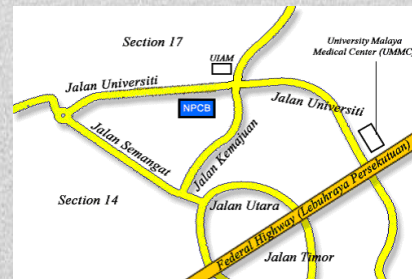 Section 17
University Malaya
Medical Center (UMMC)
UIAM
Jalan Universiti
NPCB
Jalan Universiti
Jalan Semangat
Jalan Kemajuan
Section 14
Jalan Utara
Federal Highway (Lebuhraya Persekutuan)
Jalan Timor